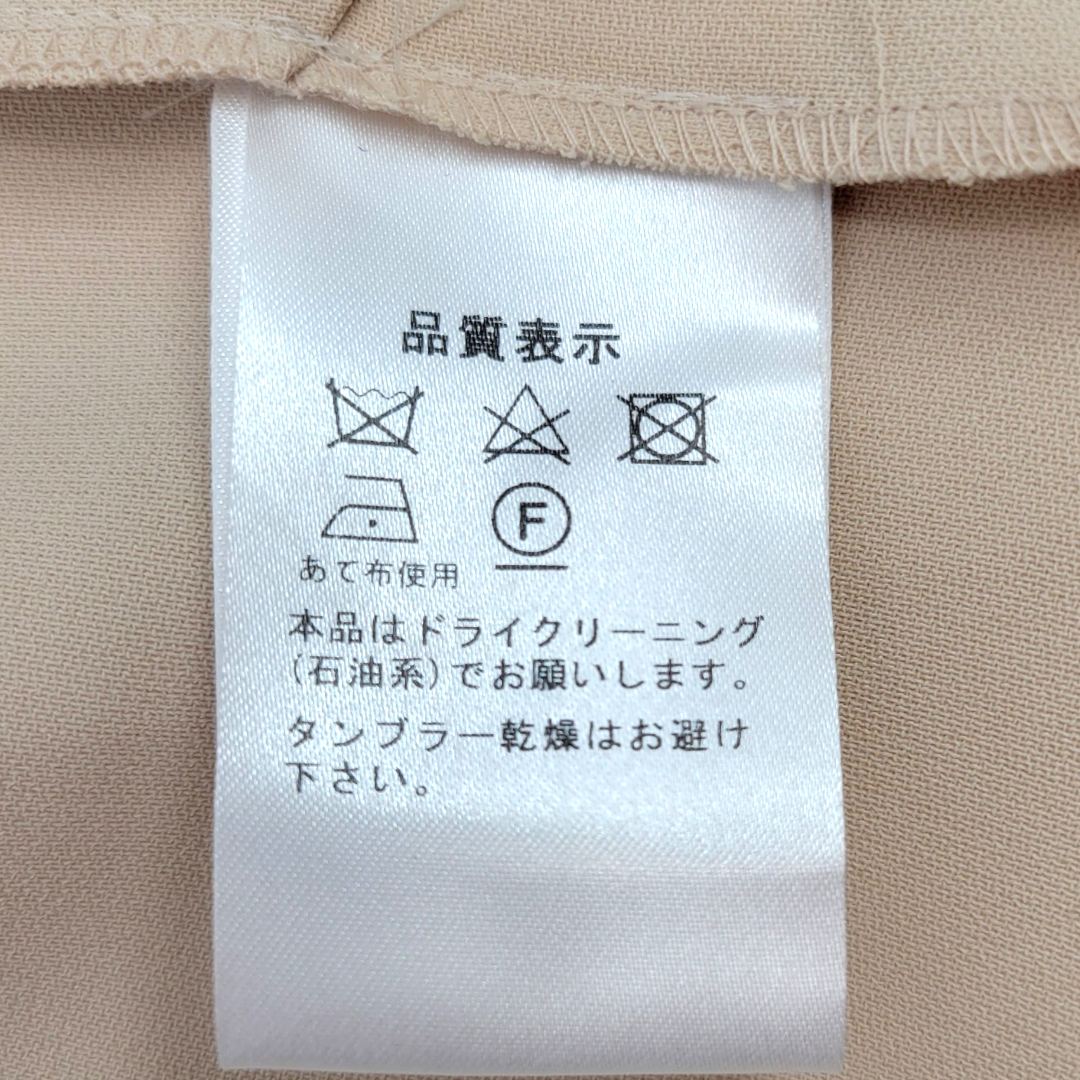 品質表示
F
あて布使用
本品はドライクリーニング
(石油系)でお願いします。
タンブラー乾燥はお避け
下さい。